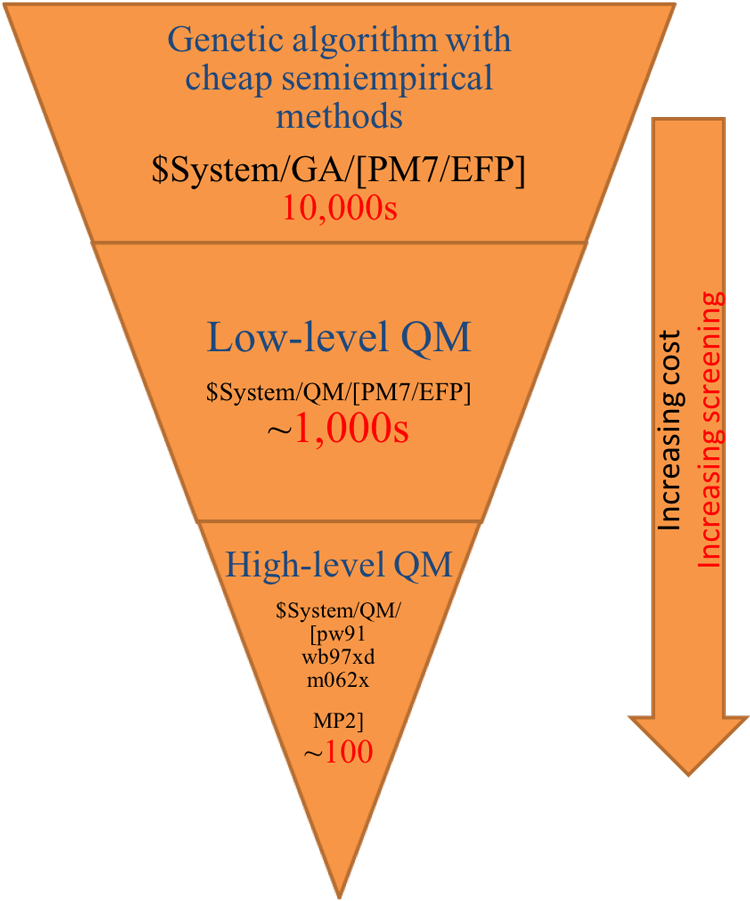 Genetic algorithm with
cheap semiempirical
methods
$System/GA/[PM7/EFP]
10,000s
Low-level QM
$System/QM/[PM7/EFP]
~1,000s
High-level QM
$System/QM/
[pw91
wb97xd
m062x
MP2]
~100
Increasing cost
Increasing screening